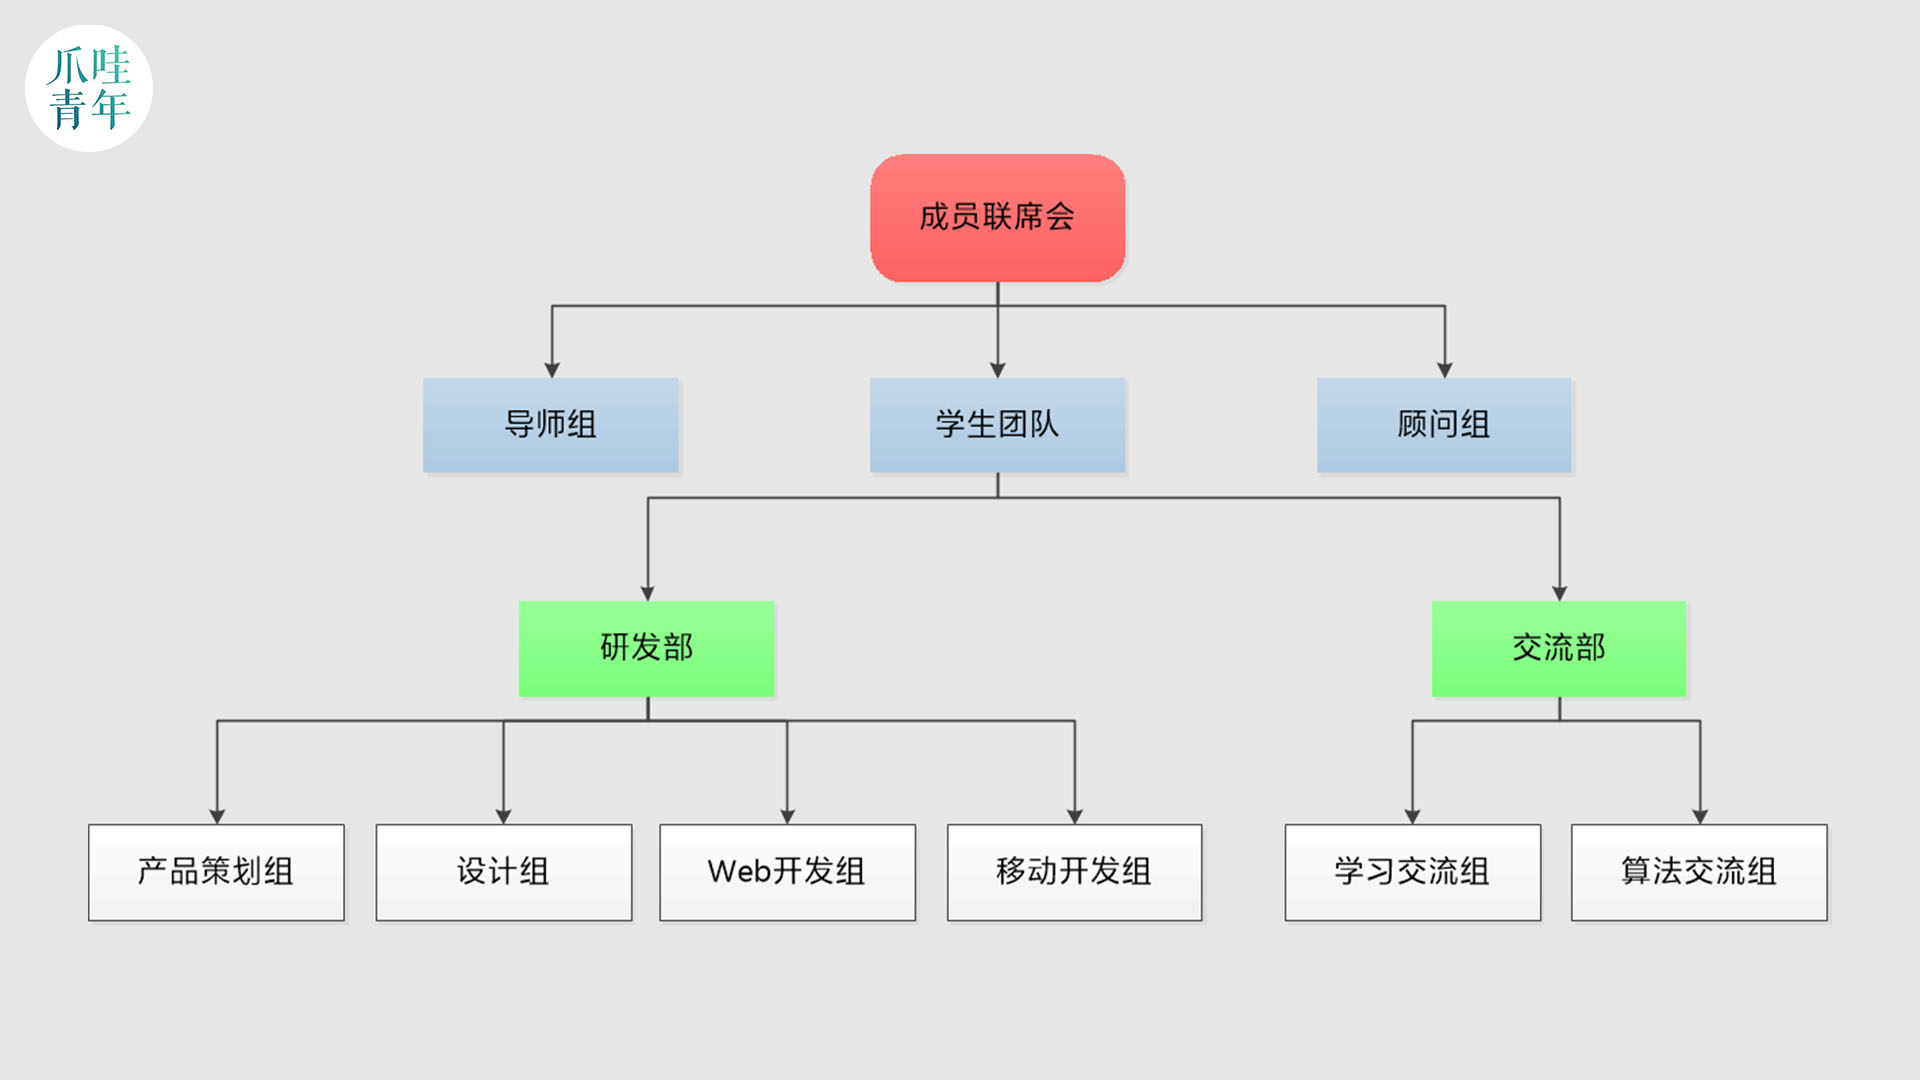 爪哇
青年
成员联席会
导师组
学生团队
顾问组
研发部
交流部
产品策划组
设计组
Web开发组
移动开发组
学习交流组
算法交流组